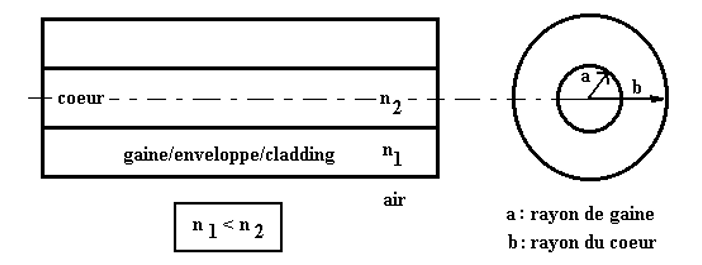 coeur n2
a
b
gaine/enveloppe/cladding n1
air
n1 < n2
a : rayon de gaine
b : rayon du coeur